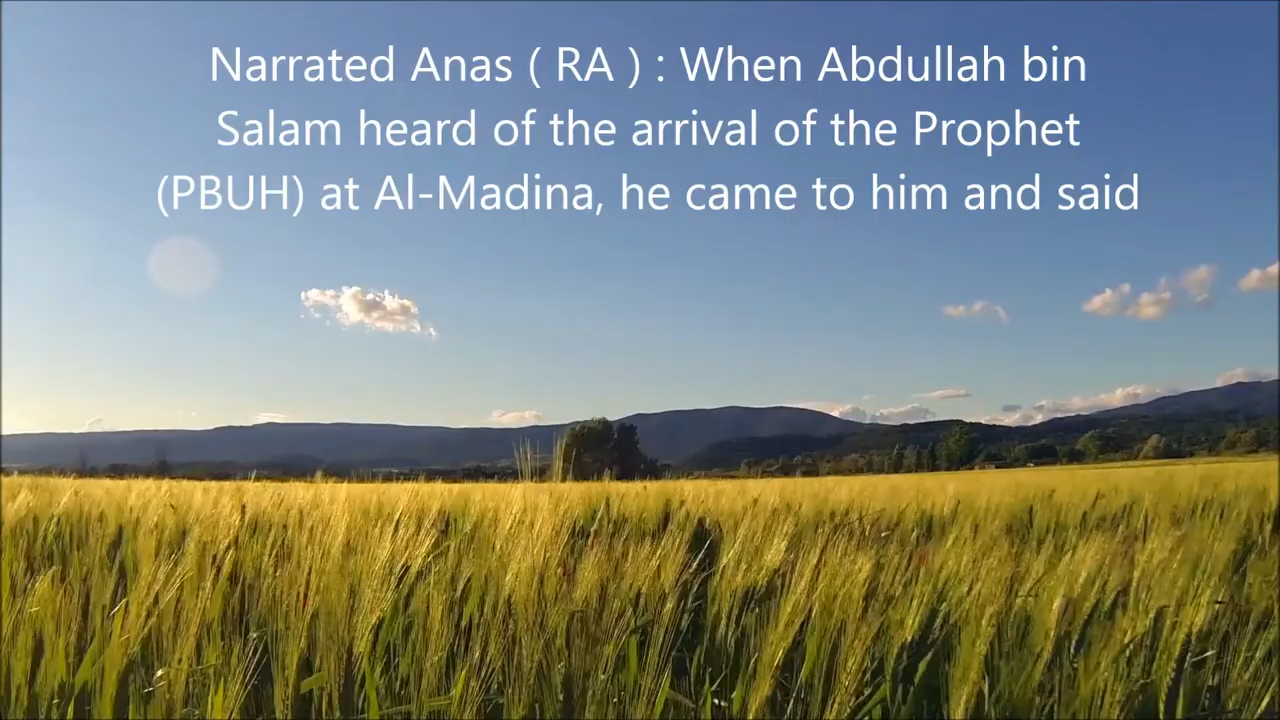 Narrated Anas ( RA ) : When Abdullah bin
Salam heard of the arrival of the Prophet
(PBUH) at Al-Madina, he came to him and said